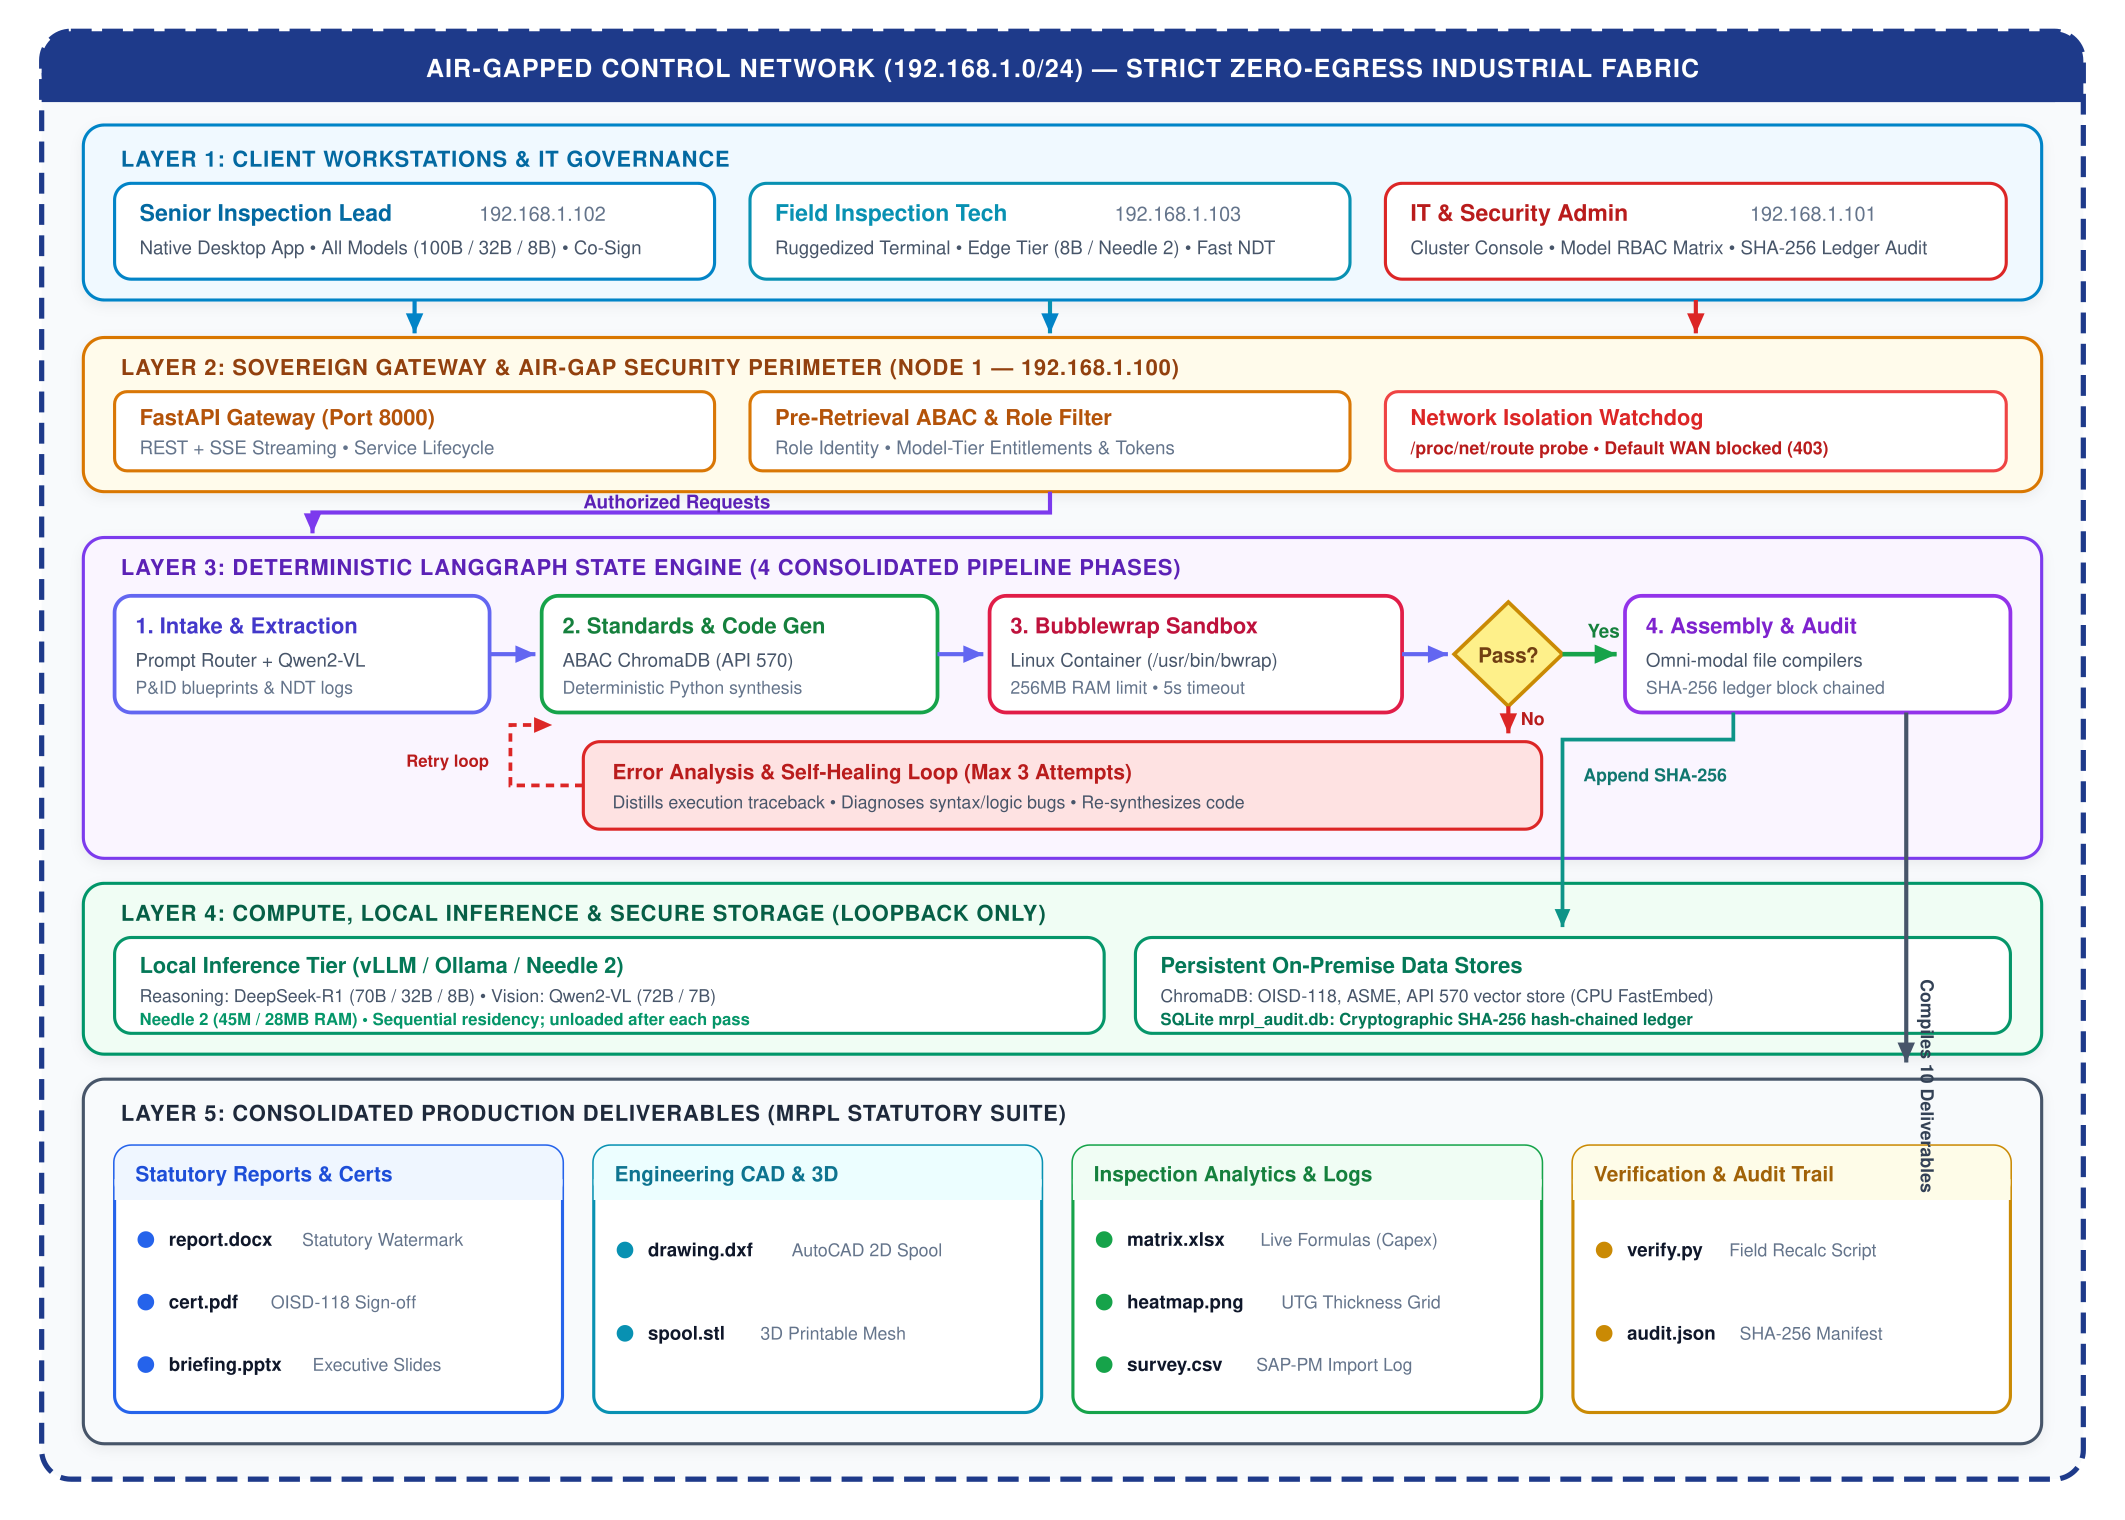 AIR-GAPPED CONTROL NETWORK (192.168.1.0/24) — STRICT ZERO-EGRESS INDUSTRIAL FABRIC
LAYER 1: CLIENT WORKSTATIONS & IT GOVERNANCE
Senior Inspection Lead 192.168.1.102
Native Desktop App • All Models (100B / 32B / 8B) • Co-Sign
Field Inspection Tech 192.168.1.103
Ruggedized Terminal • Edge Tier (8B / Needle 2) • Fast NDT
IT & Security Admin 192.168.1.101
Cluster Console • Model RBAC Matrix • SHA-256 Ledger Audit
LAYER 2: SOVEREIGN GATEWAY & AIR-GAP SECURITY PERIMETER (NODE 1 — 192.168.1.100)
FastAPI Gateway (Port 8000)
REST + SSE Streaming • Service Lifecycle
Pre-Retrieval ABAC & Role Filter
Role Identity • Model-Tier Entitlements & Tokens
Network Isolation Watchdog
/proc/net/route probe • Default WAN blocked (403)
Authorized Requests
LAYER 3: DETERMINISTIC LANGGRAPH STATE ENGINE (4 CONSOLIDATED PIPELINE PHASES)
1. Intake & Extraction
Prompt Router + Qwen2-VL
P&ID blueprints & NDT logs
2. Standards & Code Gen
ABAC ChromaDB (API 570)
Deterministic Python synthesis
3. Bubblewrap Sandbox
Linux Container (/usr/bin/bwrap)
256MB RAM limit • 5s timeout
Pass?
Yes
No
4. Assembly & Audit
Omni-modal file compilers
SHA-256 ledger block chained
Retry loop
Error Analysis & Self-Healing Loop (Max 3 Attempts)
Distills execution traceback • Diagnoses syntax/logic bugs • Re-synthesizes code
Append SHA-256
LAYER 4: COMPUTE, LOCAL INFERENCE & SECURE STORAGE (LOOPBACK ONLY)
Local Inference Tier (vLLM / Ollama / Needle 2)
Reasoning: DeepSeek-R1 (70B / 32B / 8B) • Vision: Qwen2-VL (72B / 7B)
Needle 2 (45M / 28MB RAM) • Sequential residency; unloaded after each pass
Persistent On-Premise Data Stores
ChromaDB: OISD-118, ASME, API 570 vector store (CPU FastEmbed)
SQLite mrpl_audit.db: Cryptographic SHA-256 hash-chained ledger
Compiles 10 Deliverables
LAYER 5: CONSOLIDATED PRODUCTION DELIVERABLES (MRPL STATUTORY SUITE)
Statutory Reports & Certs
report.docx Statutory Watermark
cert.pdf OISD-118 Sign-off
briefing.pptx Executive Slides
Engineering CAD & 3D
drawing.dxf AutoCAD 2D Spool
spool.stl 3D Printable Mesh
Inspection Analytics & Logs
matrix.xlsx Live Formulas (Capex)
heatmap.png UTG Thickness Grid
survey.csv SAP-PM Import Log
Verification & Audit Trail
verify.py Field Recalc Script
audit.json SHA-256 Manifest